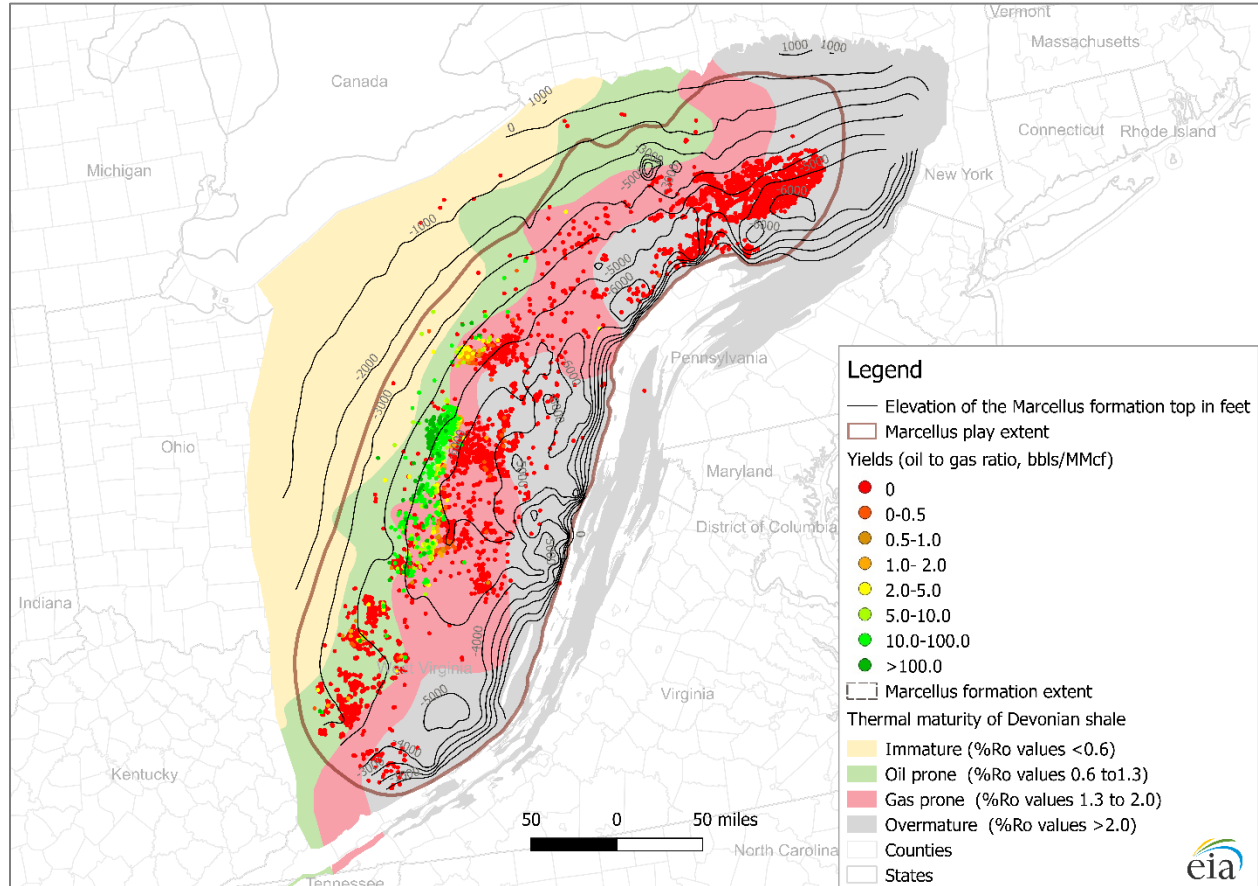 Vermont
1000
1000
Massachusetts
Canada
1000
0
Connecticut
Rhode Island
Michigan
New York
-5000
-6000
-1000
-5000
-6000
Pennsylvania
-2000
-3000
-6000
Ohio
Maryland
District of Columbia
0
Indiana
-4000
Virginia
Virginia
-5000
-4000
-3000
Kentucky
50 0 50 miles
North Carolina
Tennessee
Legend
Elevation of the Marcellus formation top in feet
Marcellus play extent
Yields (oil to gas ratio, bbls/MMcf)
0
0-0.5
0.5-1.0
1.0- 2.0
2.0-5.0
5.0-10.0
10.0-100.0
>100.0
Marcellus formation extent
Thermal maturity of Devonian shale
Immature (%Ro values <0.6)
Oil prone (%Ro values 0.6 to1.3)
Gas prone (%Ro values 1.3 to 2.0)
Overmature (%Ro values >2.0)
Counties
States
eia